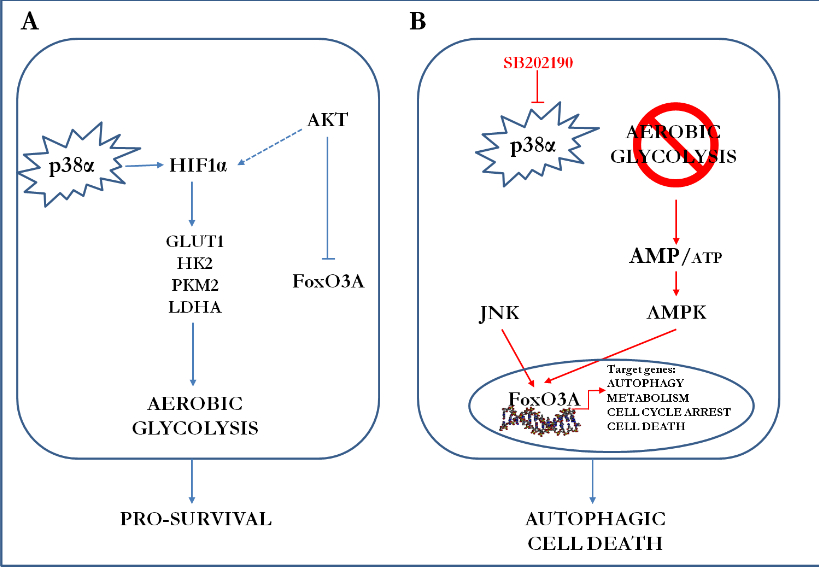 A
AKT
p38α
HIF1α
GLUT1
HK2
PKM2
LDHA
FoxO3A
AEROBIC
GLYCOLYSIS
PRO-SURVIVAL
B
SB202190
p38α
AEROBIC
GLYCOLYSIS
AMP/ATP
JNK
AMPK
FoxO3A
Target genes:
AUTOPHAGY
METABOLISM
CELL CYCLE ARREST
CELL DEATH
AUTOPHAGIC
CELL DEATH